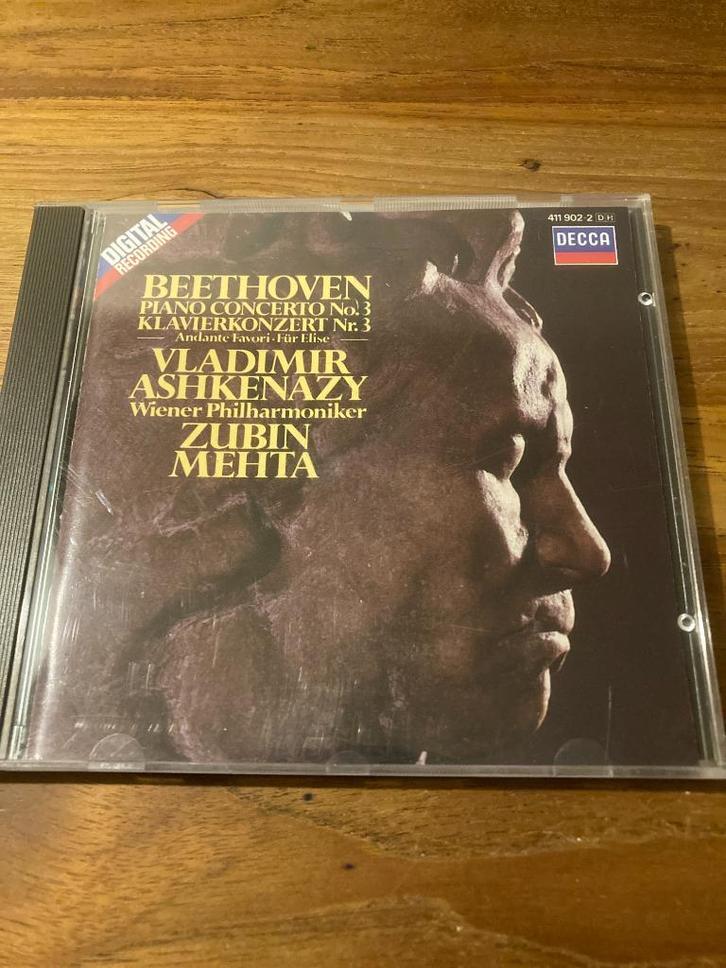 DIGITAL
RECORDING
411 902-2 DH
DECCA
BEETHOVEN
PIANO CONCERTO No. 3
KLAVIERKONZERT Nr. 3
Andante Favori · Für Elise
VLADIMIR
ASHKENAZY
Wiener Philharmoniker
ZUBIN
MEHTA